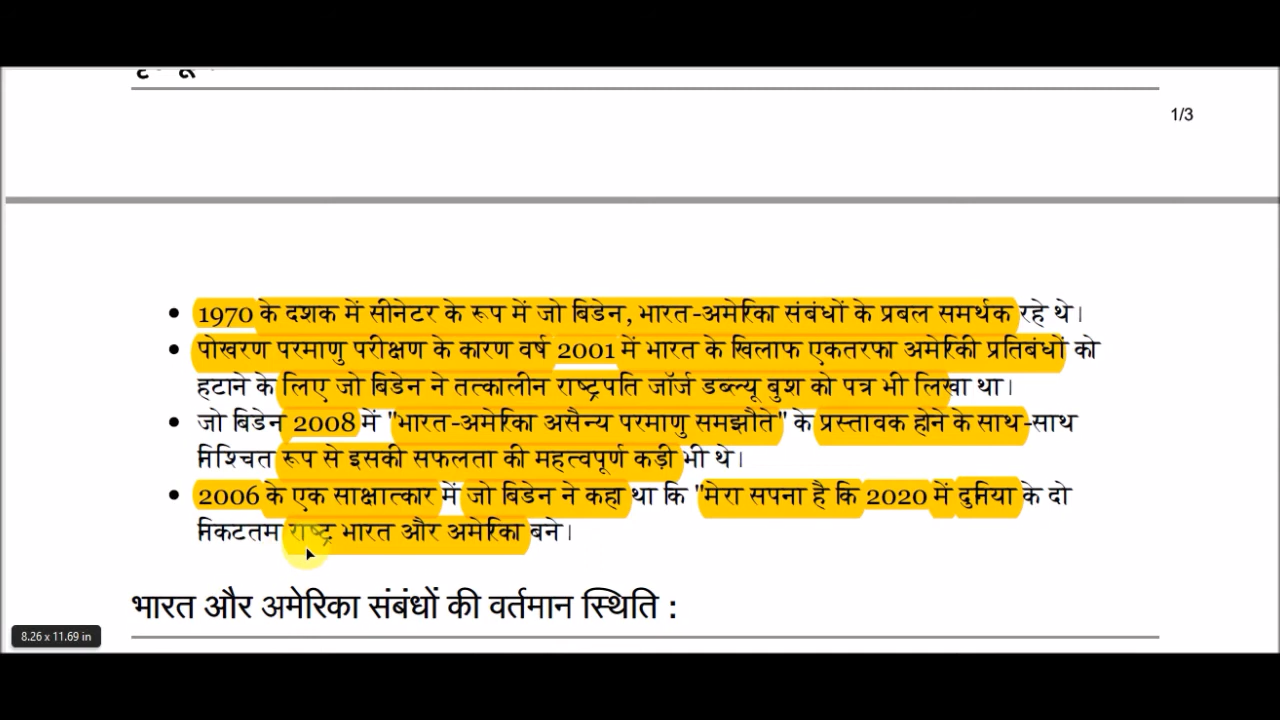 1/3
• 1970 के दशक में सीनेटर के रूप में जो बिडेन, भारत-अमेरिका संबंधों के प्रबल समर्थक रहे थे।
• पोखरण परमाणु परीक्षण के कारण वर्ष 2001 में भारत के खिलाफ एकतरफा अमेरिकी प्रतिबंधों को
हटाने के लिए जो बिडेन ने तत्कालीन राष्ट्रपति जॉर्ज डब्ल्यू बुश को पत्र भी लिखा था।
• जो बिडेन 2008 में "भारत-अमेरिका असैन्य परमाणु समझौते" के प्रस्तावक होने के साथ-साथ
निश्चित रूप से इसकी सफलता की महत्वपूर्ण कड़ी भी थे।
• 2006 के एक साक्षात्कार में जो बिडेन ने कहा था कि "मेरा सपना है कि 2020 में दुनिया के दो
निकटतम राष्ट्र भारत और अमेरिका बने।
भारत और अमेरिका संबंधों की वर्तमान स्थिति :
8.26 x 11.69 in